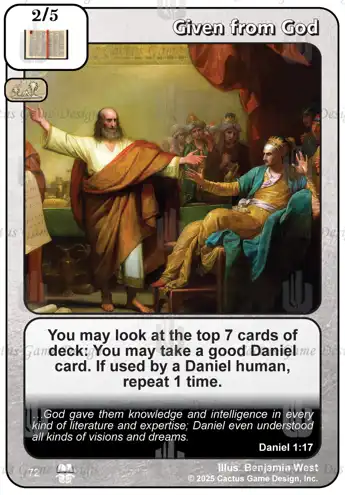 2/5
Given from God
You may look at the top 7 cards of
deck: You may take a good Daniel
card. If used by a Daniel human,
repeat 1 time.
God gave them knowledge and intelligence in every
kind of literature and expertise; Daniel even understood
all kinds of visions and dreams.
Daniel 1:17
72
Illus. Benjamin West
© 2025 Cactus Game Design, Inc.